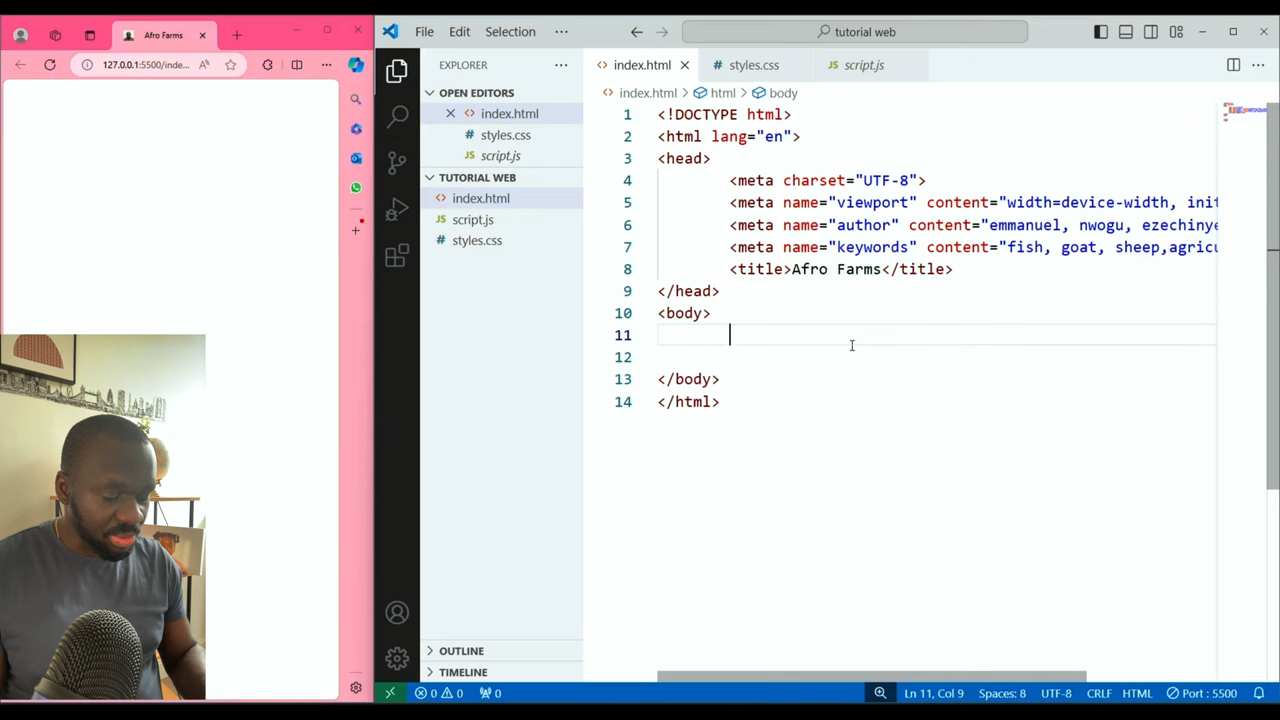 Afro Farms
127.0.0.1:5500/inde...
File Edit Selection ...
tutorial web
EXPLORER
OPEN EDITORS
index.html
styles.css
script.js
TUTORIAL WEB
index.html
script.js
styles.css
OUTLINE
TIMELINE
index.html
styles.css
script.js
index.html html body
1 <!DOCTYPE html>
2 <html lang="en">
3 <head>
4 <meta charset="UTF-8">
5 <meta name="viewport" content="width=device-width, init
6 <meta name="author" content="emmanuel, nwogu, ezechinye
7 <meta name="keywords" content="fish, goat, sheep,agricu
8 <title>Afro Farms</title>
9 </head>
10 <body>
11
12
13 </body>
14 </html>
0 0 0 Ln 11, Col 9 Spaces: 8 UTF-8 CRLF HTML Port : 5500